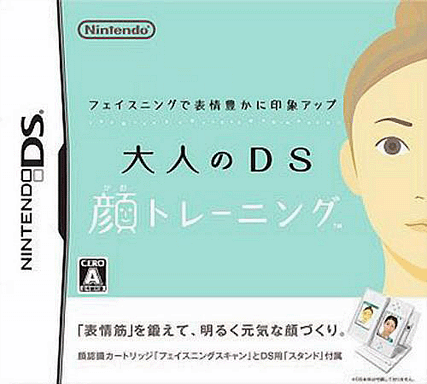 Nintendo
NINTENDO DS
フェイスニングで表情豊かに印象アップ
大人のDS
かお
顔トレーニング™
CERO
A
「表情筋」を鍛えて、明るく元気な顔づくり。
顔認識カートリッジ「フェイスニングスキャン」とDS用「スタンド」付属